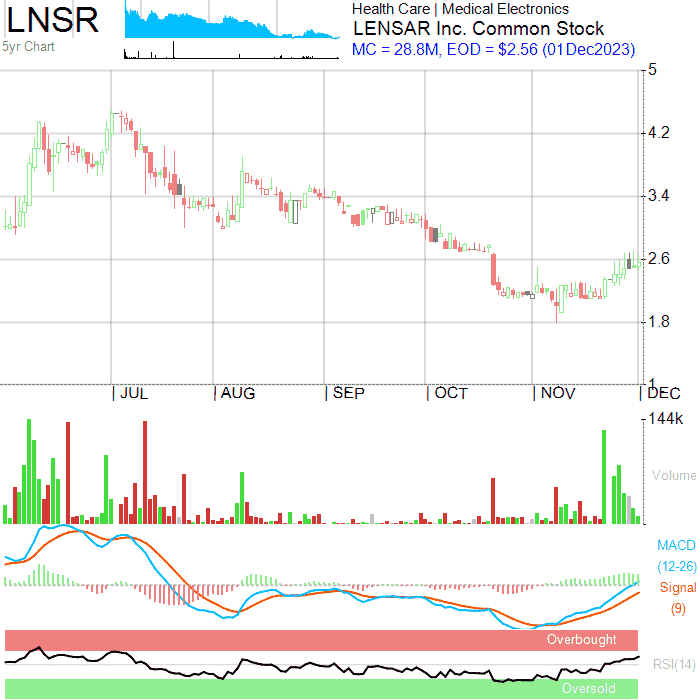 LNSR
5yr Chart
Health Care | Medical Electronics
LENSAR Inc. Common Stock
MC = 28.8M, EOD = $2.56 (01Dec2023)
5
4.2
3.4
2.6
1.8
1
JUL AUG SEP OCT NOV DEC
144k
Volume
MACD
(12-26)
Signal
(9)
Overbought
RSI(14)
Oversold